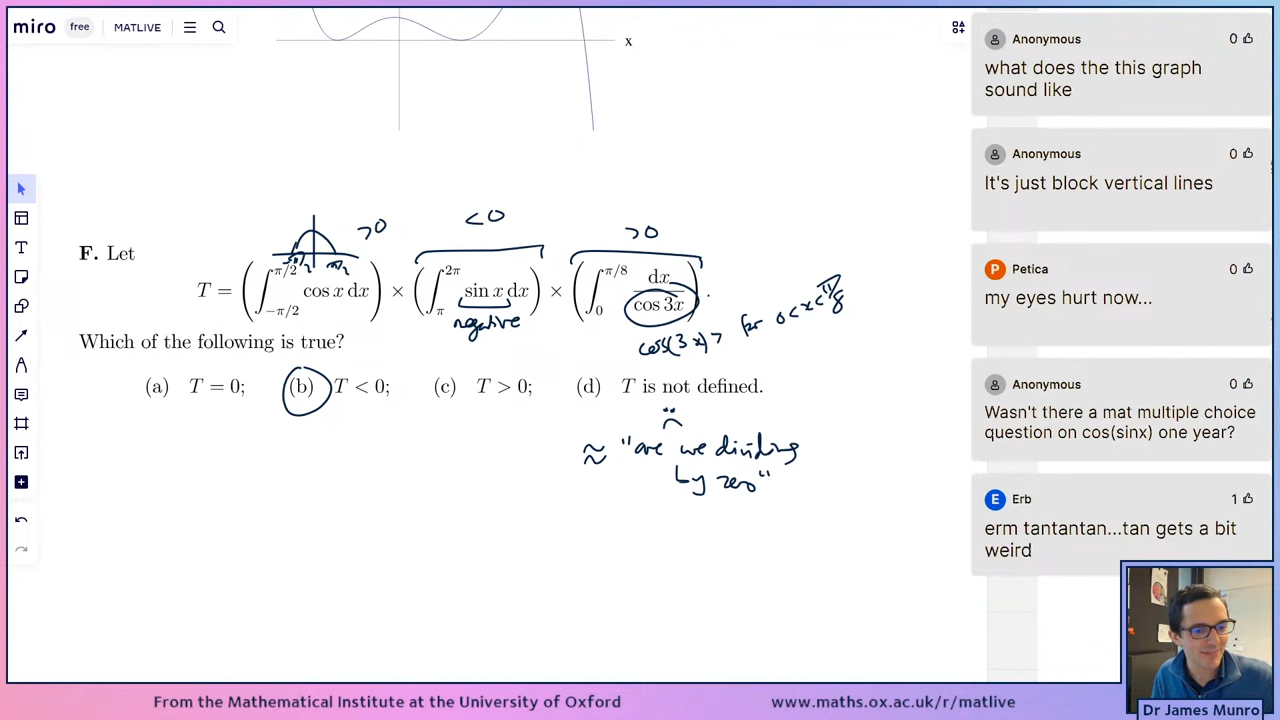 miro free MATLIVE
x
>0
<0
>0
F. Let
T = (∫_{-π/2}^{π/2} cos x dx) × (∫_{π}^{2π} sin x dx) × (∫_{0}^{π/8} dx/cos 3x).
negative
cos(3x)> for 0<x<π/8
Which of the following is true?
(a) T = 0; (b) T < 0; (c) T > 0; (d) T is not defined.
≈ "are we dividing
by zero"
Anonymous 0
what does the this graph
sound like
Anonymous 0
It's just block vertical lines
P Petica 0
my eyes hurt now...
Anonymous 0
Wasn't there a mat multiple choice
question on cos(sinx) one year?
E Erb 1
erm tantantan...tan gets a bit
weird
From the Mathematical Institute at the University of Oxford
www.maths.ox.ac.uk/r/matlive
Dr James Munro